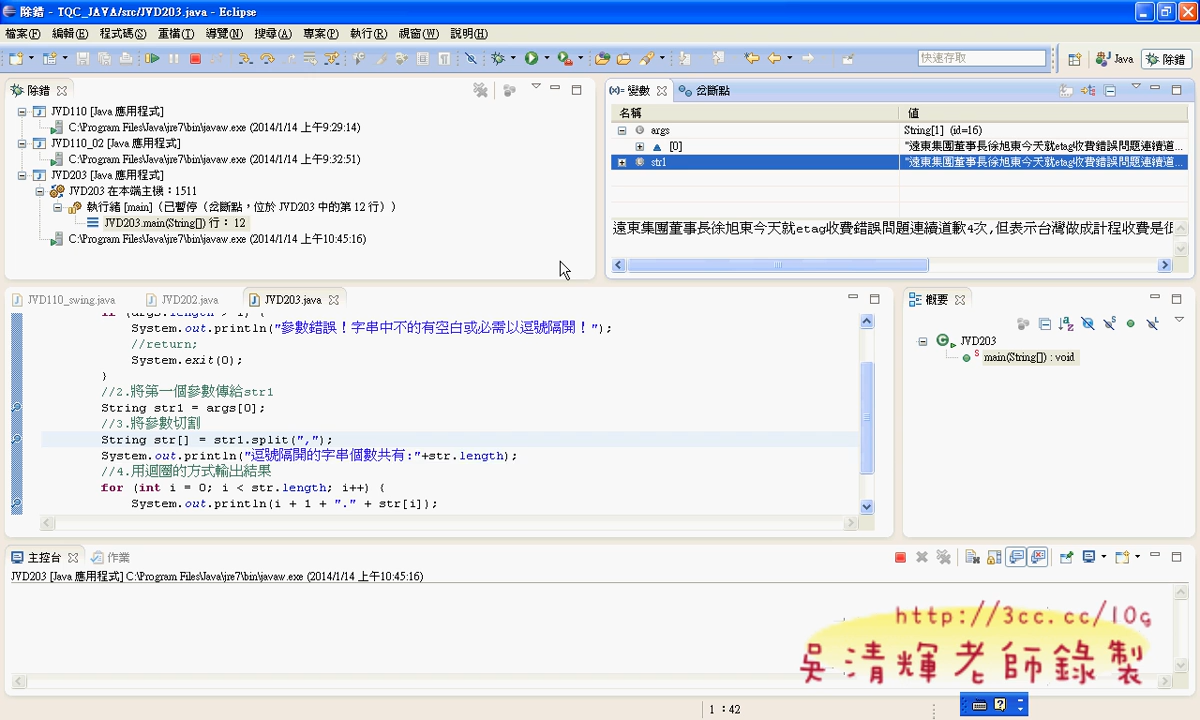 除錯 - TQC_JAVA/src/JVD203.java - Eclipse
檔案(F) 編輯(E) 程式碼(S) 重構(T) 導覽(N) 搜尋(A) 專案(P) 執行(R) 視窗(W) 說明(H)
快速存取
Java
除錯
除錯
JVD110 [Java 應用程式]
C:\Program Files\Java\jre7\bin\javaw.exe (2014/1/14 上午9:29:14)
JVD110_02 [Java 應用程式]
C:\Program Files\Java\jre7\bin\javaw.exe (2014/1/14 上午9:32:51)
JVD203 [Java 應用程式]
JVD203 在本端主機：1511
執行緒 [main]（已暫停（岔斷點，位於 JVD203 中的第 12 行））
JVD203.main(String[]) 行： 12
C:\Program Files\Java\jre7\bin\javaw.exe (2014/1/14 上午10:45:16)
(x)= 變數
岔斷點
名稱 值
args String[1] (id=16)
[0] "遠東集團董事長徐旭東今天就etag收費錯誤問題連續道...
str1 "遠東集團董事長徐旭東今天就etag收費錯誤問題連續道...
遠東集團董事長徐旭東今天就etag收費錯誤問題連續道歉4次,但表示台灣做成計程收費是很
JVD110_swing.java
JVD202.java
JVD203.java
if (args.length > 1) {
System.out.println("參數錯誤！字串中不的有空白或必需以逗號隔開！");
//return;
System.exit(0);
}
//2.將第一個參數傳給str1
String str1 = args[0];
//3.將參數切割
String str[] = str1.split(",");
System.out.println("逗號隔開的字串個數共有:"+str.length);
//4.用迴圈的方式輸出結果
for (int i = 0; i < str.length; i++) {
System.out.println(i + 1 + "." + str[i]);
概要
JVD203
main(String[]) : void
主控台
作業
JVD203 [Java 應用程式] C:\Program Files\Java\jre7\bin\javaw.exe (2014/1/14 上午10:45:16)
http://3cc.cc/10g
吳清輝老師錄製
1 : 42